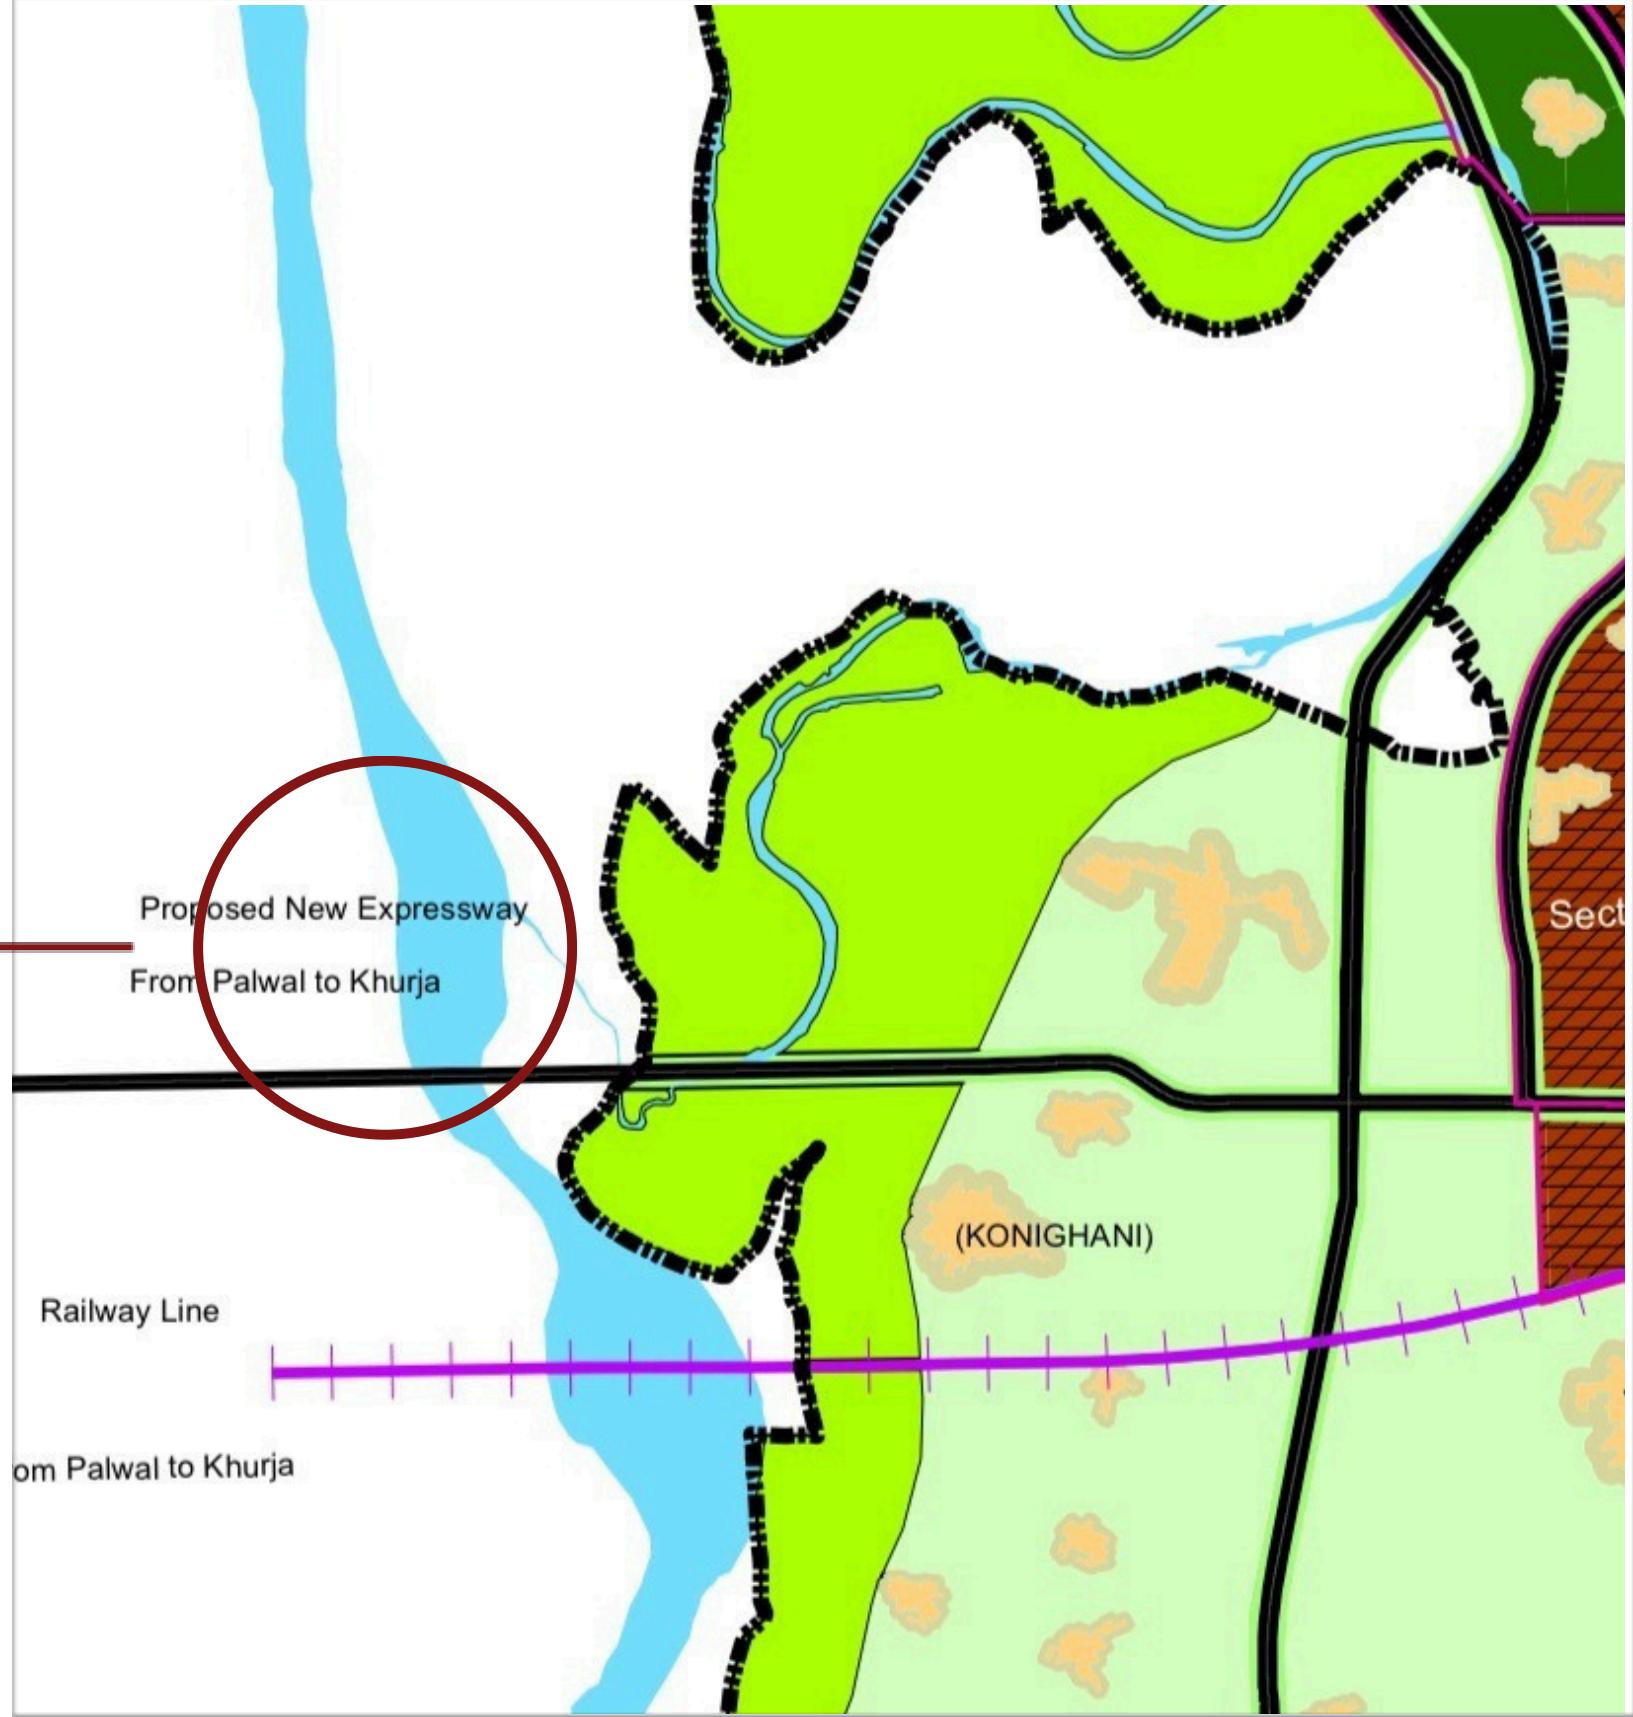 Proposed New Expressway
From Palwal to Khurja
Sect
(KONIGHANI)
Railway Line
om Palwal to Khurja